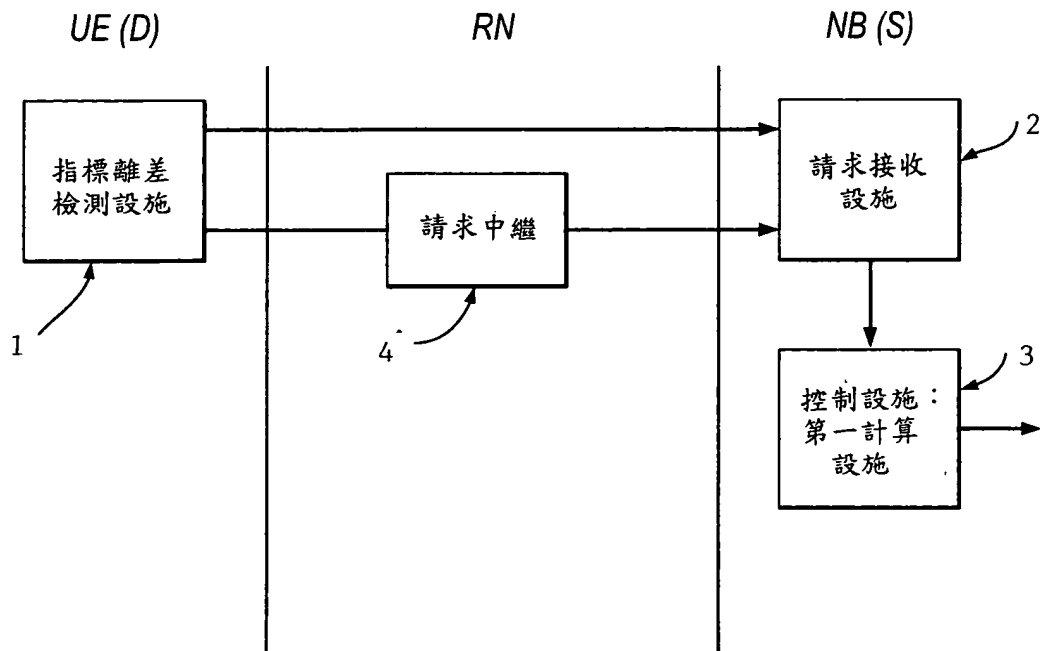 UE (D)
RN
NB (S)
指標離差
檢測設施
請求中繼
請求接收
設施
控制設施：
第一計算
設施
1
2
3
4